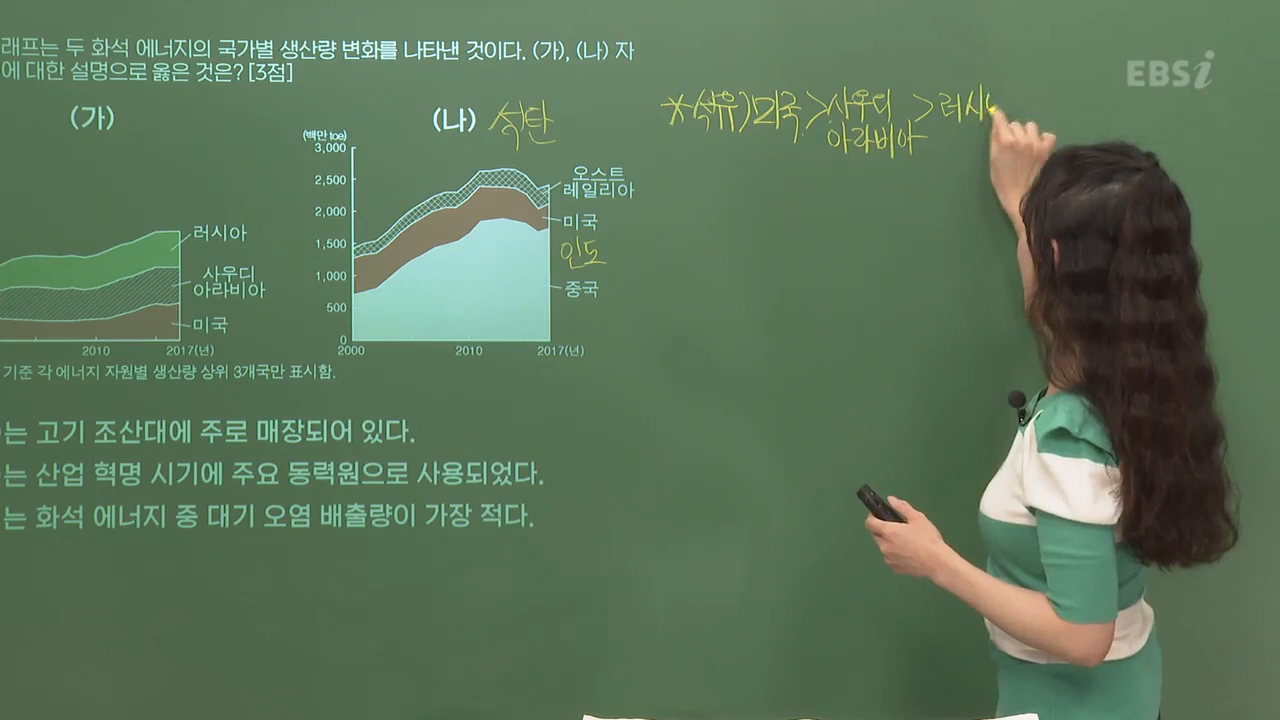 래프는 두 화석 에너지의 국가별 생산량 변화를 나타낸 것이다. (가), (나) 자
에 대한 설명으로 옳은 것은? [3점]
EBSi
(가)
러시아
사우디
아라비아
미국
2010
2017(년)
(나) 석탄
(백만 toe)
3,000
2,500
2,000
1,500
1,000
500
0
오스트
레일리아
미국
인도
중국
2000
2010
2017(년)
기준 각 에너지 자원별 생산량 상위 3개국만 표시함.
는 고기 조산대에 주로 매장되어 있다.
는 산업 혁명 시기에 주요 동력원으로 사용되었다.
는 화석 에너지 중 대기 오염 배출량이 가장 적다.
*석유) 미국 > 사우디 > 러시
아라비아